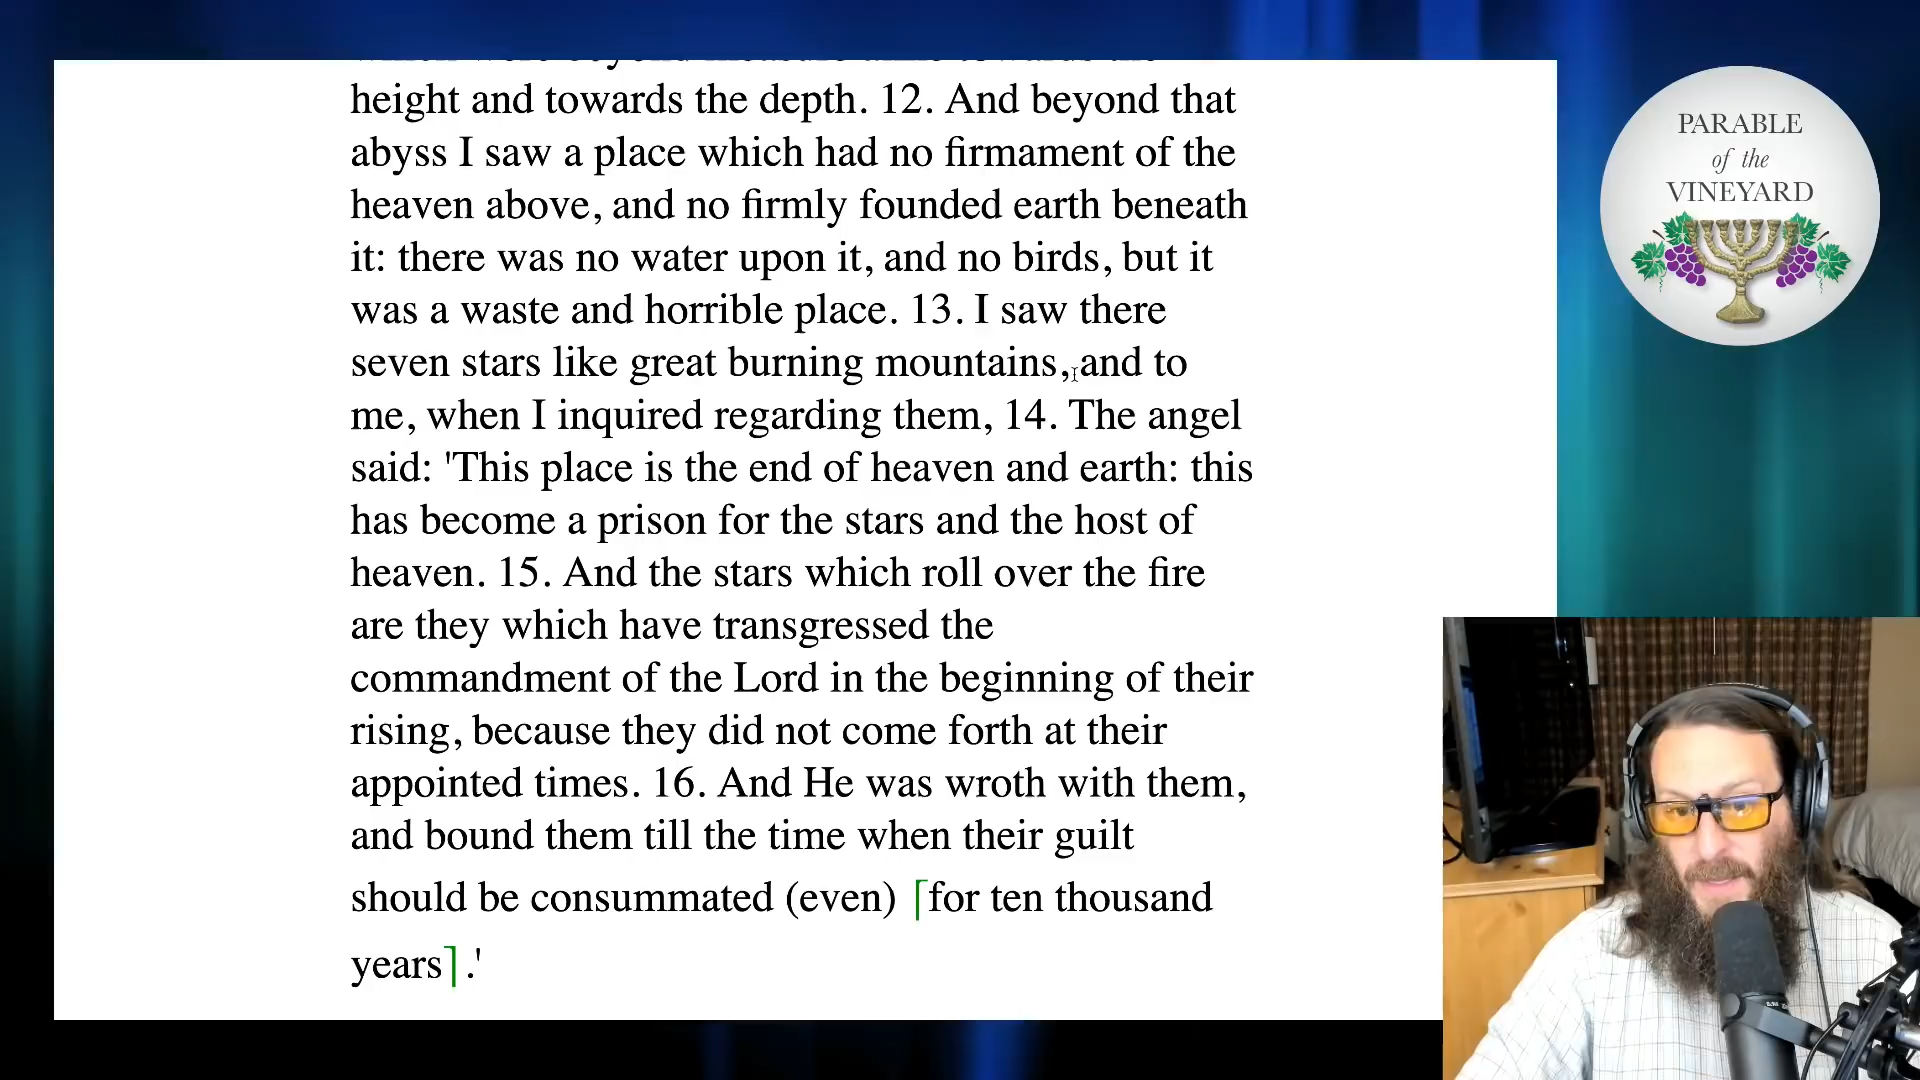 height and towards the depth. 12. And beyond that
abyss I saw a place which had no firmament of the
heaven above, and no firmly founded earth beneath
it: there was no water upon it, and no birds, but it
was a waste and horrible place. 13. I saw there
seven stars like great burning mountains, and to
me, when I inquired regarding them, 14. The angel
said: 'This place is the end of heaven and earth: this
has become a prison for the stars and the host of
heaven. 15. And the stars which roll over the fire
are they which have transgressed the
commandment of the Lord in the beginning of their
rising, because they did not come forth at their
appointed times. 16. And He was wroth with them,
and bound them till the time when their guilt
should be consummated (even) ⌈for ten thousand
years⌉.'
PARABLE
of the
VINEYARD